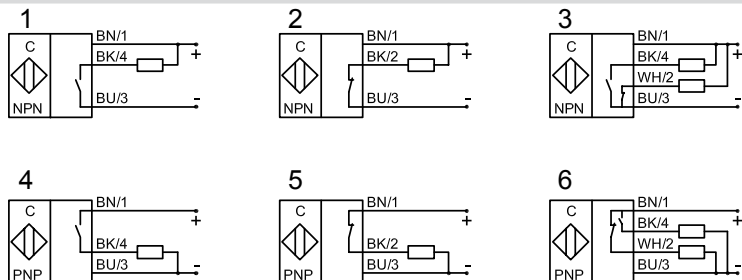 1
BN/1
C
+
BK/4
NPN
BU/3
-
2
BN/1
C
+
BK/2
NPN
BU/3
-
3
BN/1
C
+
BK/4
WH/2
NPN
BU/3
-
4
BN/1
C
+
BK/4
PNP
BU/3
-
5
BN/1
C
+
BK/2
PNP
BU/3
-
6
BN/1
C
+
BK/4
WH/2
PNP
BU/3
-